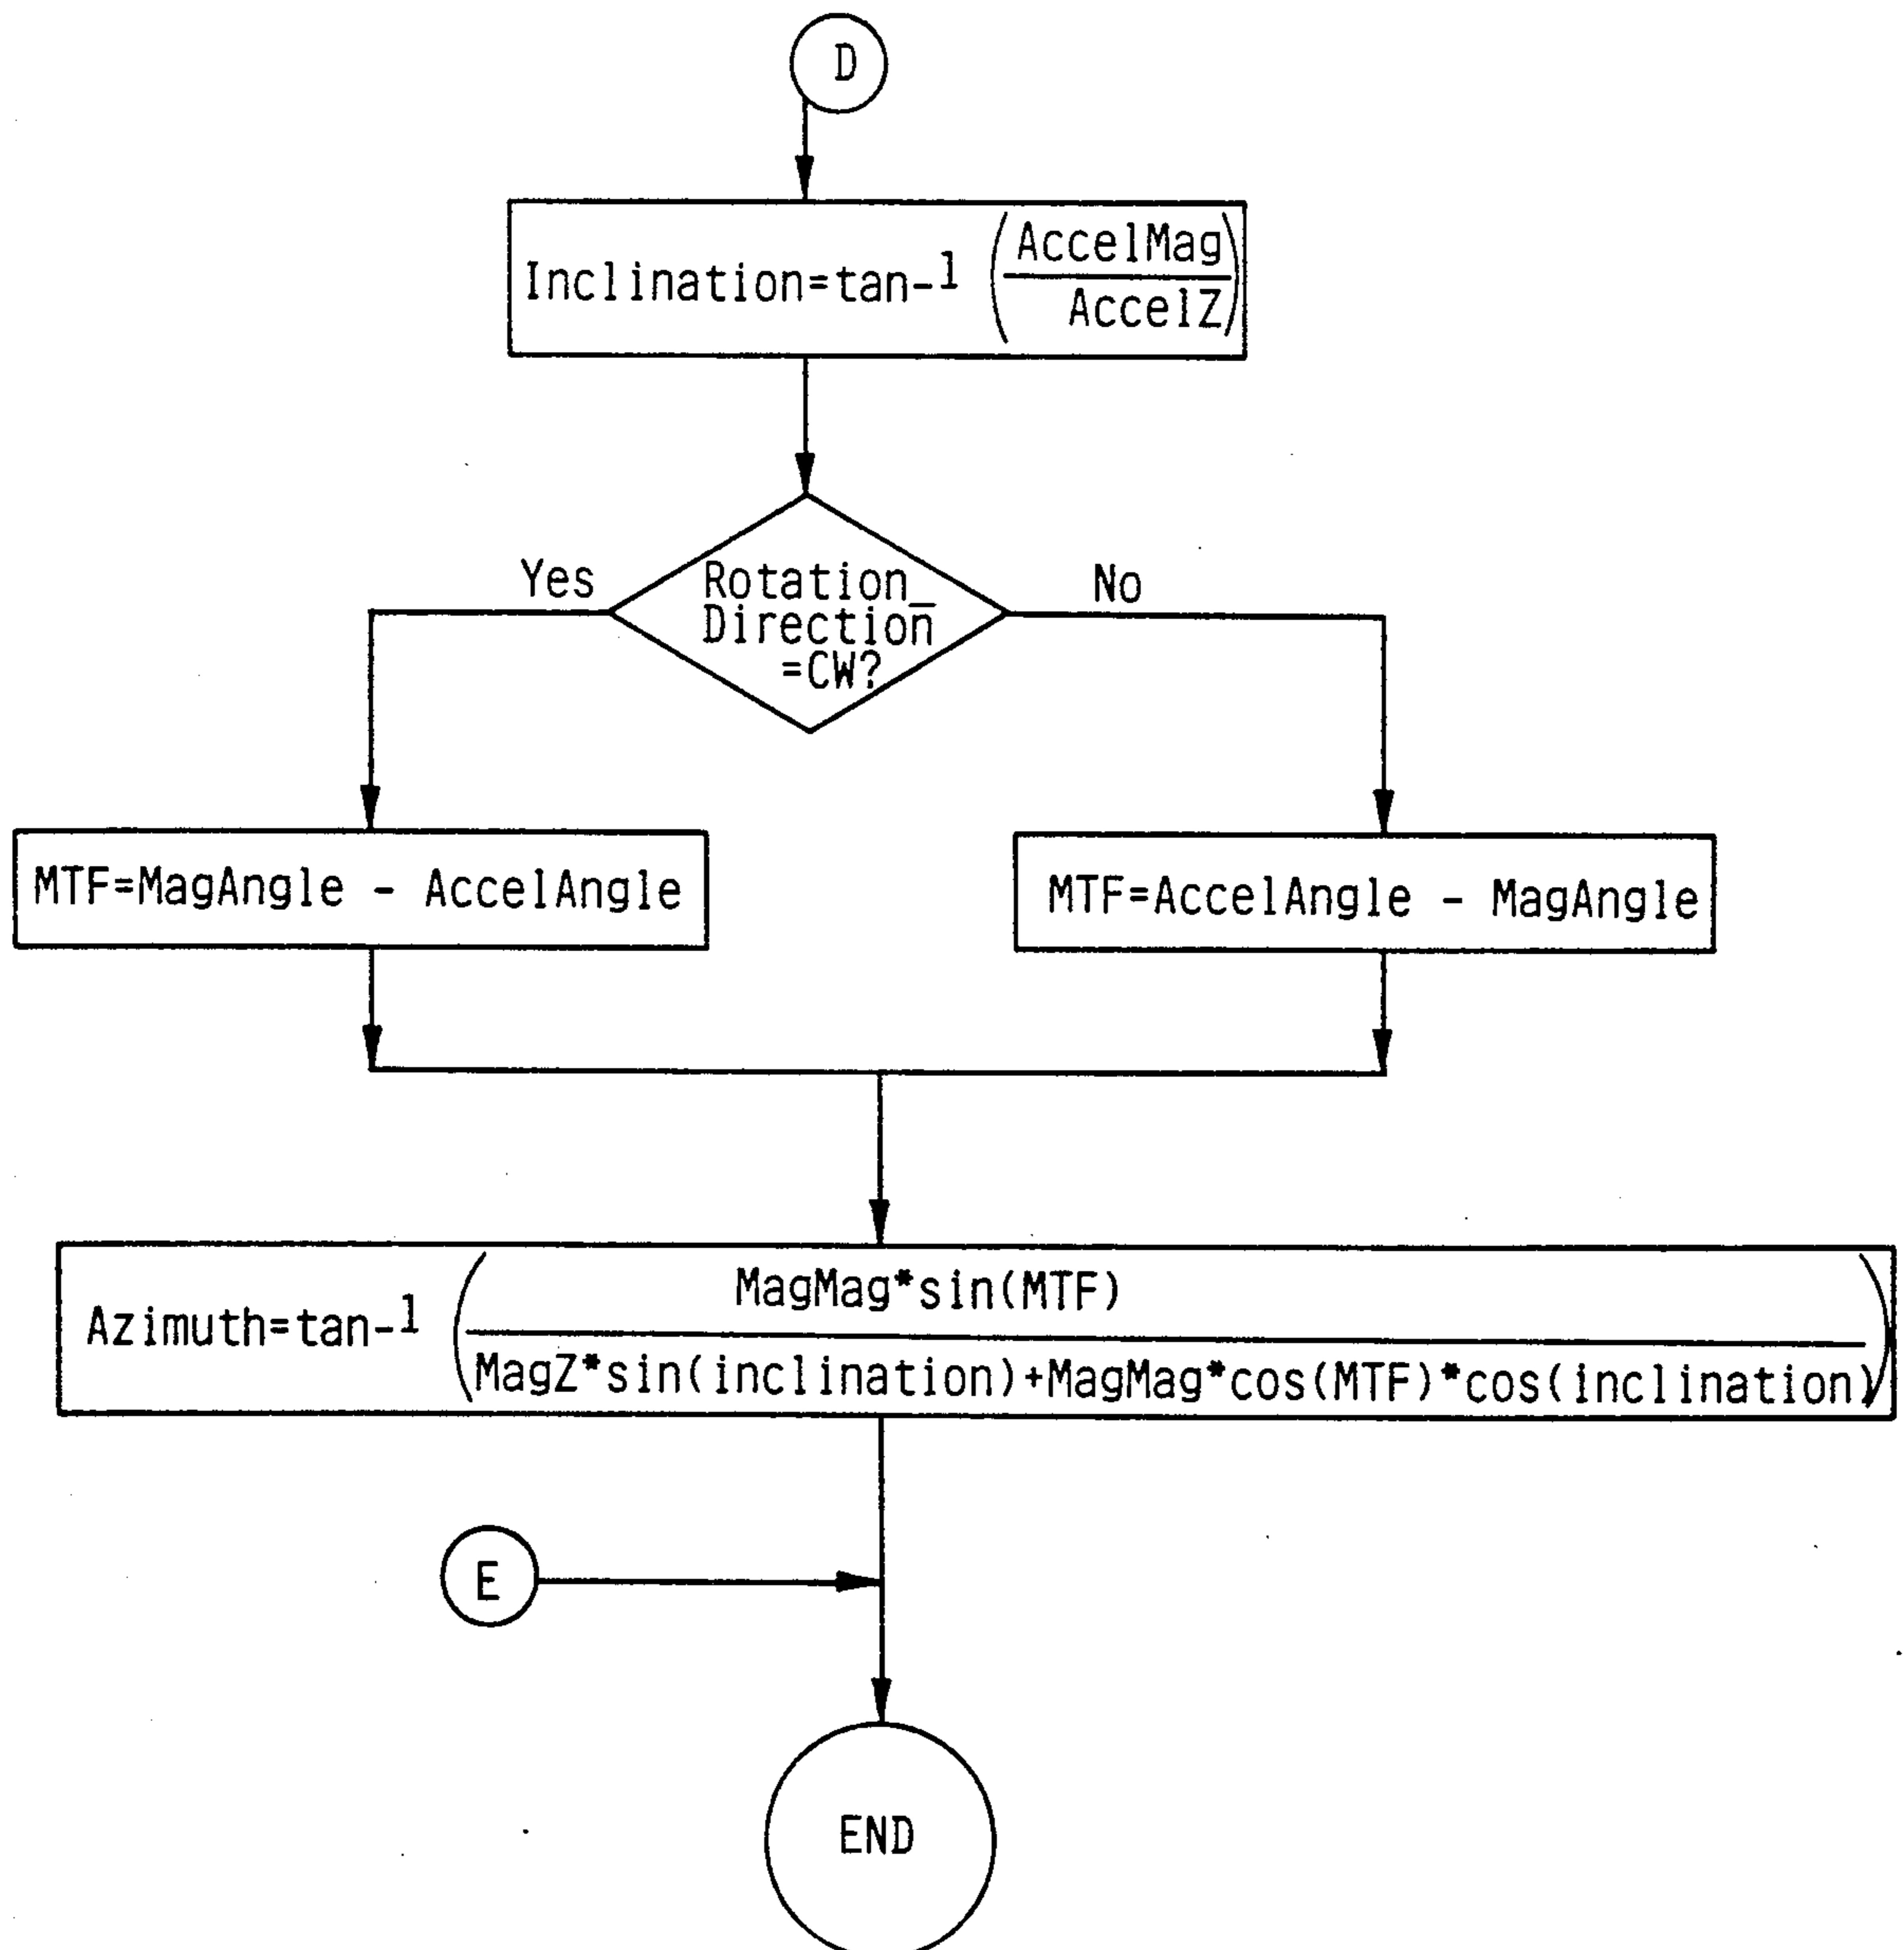 D
Inclination=tan-1 (AccelMag
AccelZ)
Rotation_
Direction
=CW?
Yes
No
MTF=MagAngle - AccelAngle
MTF=AccelAngle - MagAngle
Azimuth=tan-1 (MagMag*sin(MTF)
MagZ*sin(inclination)+MagMag*cos(MTF)*cos(inclination))
E
END